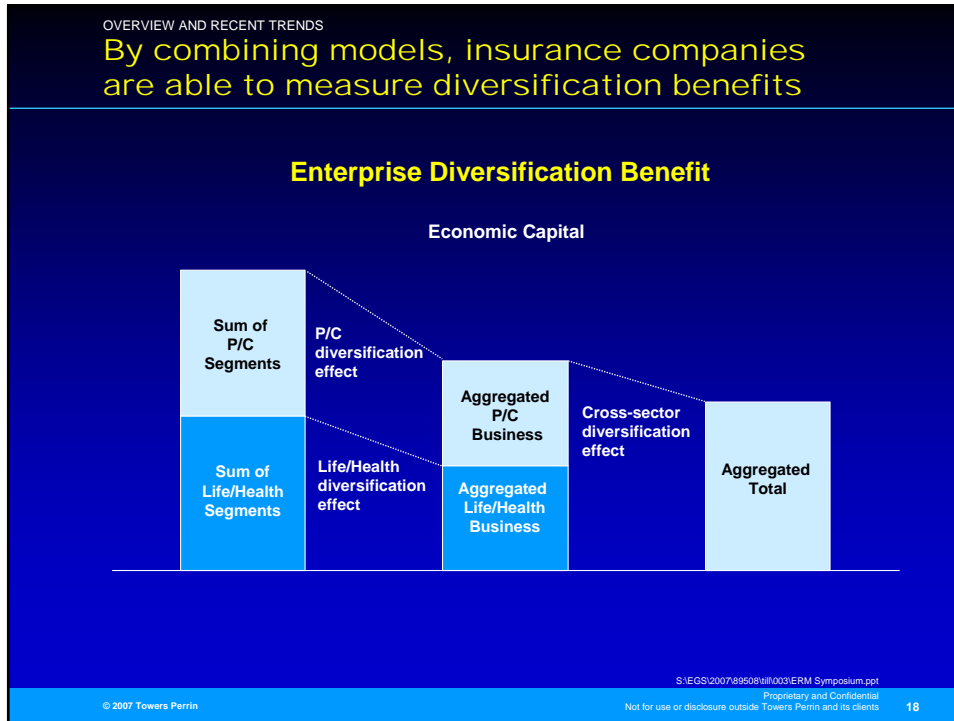 OVERVIEW AND RECENT TRENDS
By combining models, insurance companies
are able to measure diversification benefits
Enterprise Diversification Benefit
Economic Capital
Sum of
P/C
Segments
P/C
diversification
effect
Sum of
Life/Health
Segments
Life/Health
diversification
effect
Aggregated
P/C
Business
Aggregated
Life/Health
Business
Cross-sector
diversification
effect
Aggregated
Total
S:\EGS\2007\89508\till\003\ERM Symposium.ppt
© 2007 Towers Perrin
Proprietary and Confidential
Not for use or disclosure outside Towers Perrin and its clients
18